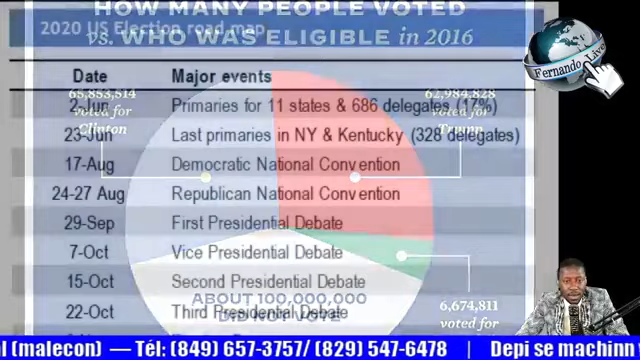 HOW MANY PEOPLE VOTED
2020 US Election road map
vs. WHO WAS ELIGIBLE in 2016
Fernando Live
Date Major events
65,853,514
voted for
Clinton
62,984,828
voted for
Trump
2-Jun Primaries for 11 states & 686 delegates (17%)
23-Jun Last primaries in NY & Kentucky (328 delegates)
17-Aug Democratic National Convention
24-27 Aug Republican National Convention
29-Sep First Presidential Debate
7-Oct Vice Presidential Debate
15-Oct Second Presidential Debate
22-Oct Third Presidential Debate
ABOUT 100,000,000
DID NOT VOTE
6,674,811
voted for
(malecon) — Tél: (849) 657-3757/ (829) 547-6478 | Depi se machinn